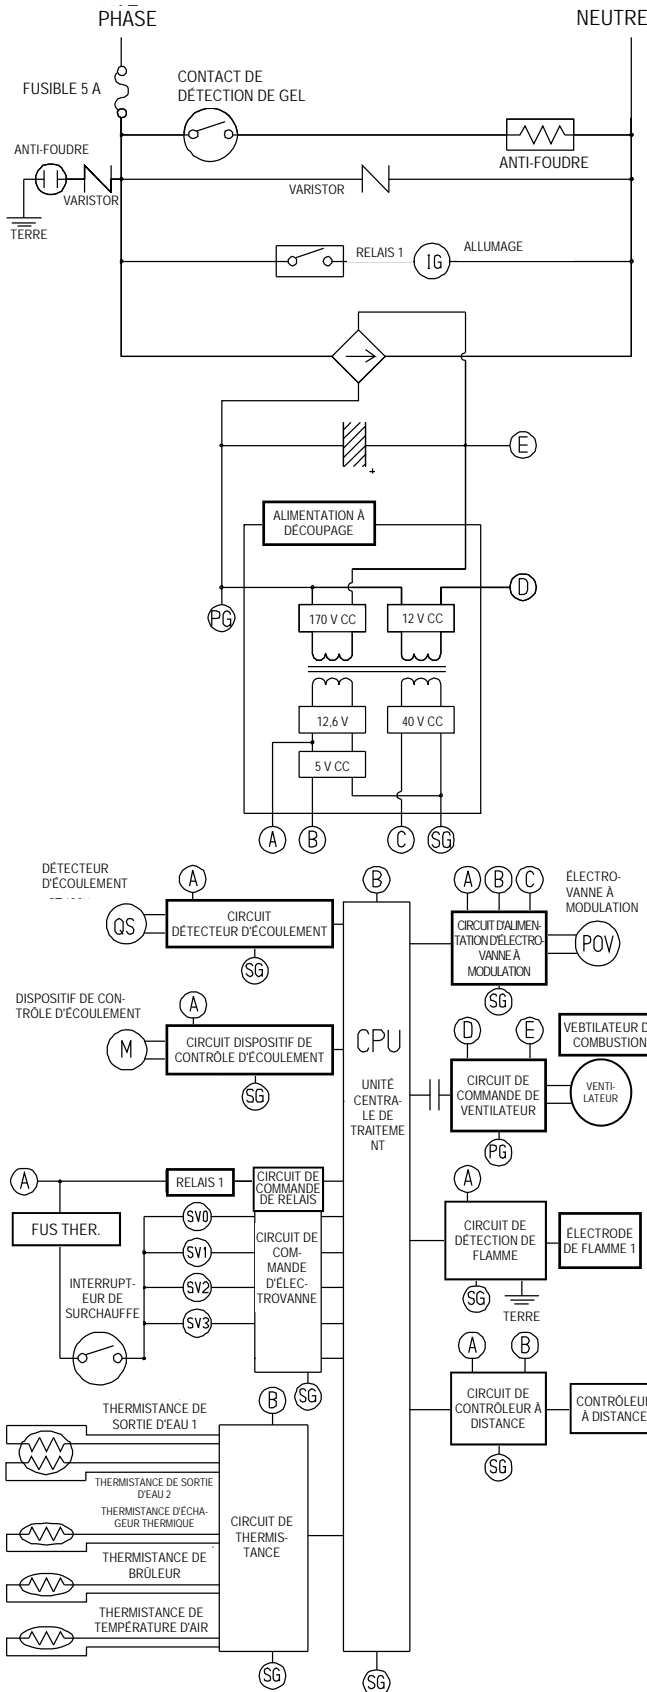 PHASE
NEUTRE
FUSIBLE 5 A
CONTACT DE
DÉTECTION DE GEL
ANTI-FOUDRE
ANTI-FOUDRE
VARISTOR
VARISTOR
TERRE
RELAIS 1
IG
ALLUMAGE
+
E
ALIMENTATION À
DÉCOUPAGE
D
PG
170 V CC
12 V CC
12,6 V
40 V CC
5 V CC
A
B
C
SG
DÉTECTEUR
D'ÉCOULEMENT
QS
A
CIRCUIT
DÉTECTEUR D'ÉCOULEMENT
SG
B
A
B
C
CIRCUIT D'ALIMEN-
TATION D'ÉLECTRO-
VANNE À
MODULATION
SG
ÉLECTRO-
VANNE À
MODULATION
POV
DISPOSITIF DE CON-
TRÔLE D'ÉCOULEMENT
M
A
CIRCUIT DISPOSITIF DE
CONTRÔLE D'ÉCOULEMENT
SG
CPU
UNITÉ
CENTRA-
LE DE
TRAITEME
NT
D
E
CIRCUIT DE
COMMANDE DE
VENTILATEUR
PG
VEBTILATEUR D
COMBUSTION
VENTI-
LATEUR
A
RELAIS 1
CIRCUIT DE
COMMANDE
DE RELAIS
FUS THER.
SV0
SV1
SV2
SV3
CIRCUIT DE
COM-
MANDE
D'ÉLEC-
TROVANNE
SG
INTERRUPT-
EUR DE
SURCHAUFFE
A
CIRCUIT DE
DÉTECTION DE
FLAMME
SG
TERRE
ÉLECTRODE
DE FLAMME 1
A
B
CIRCUIT DE
CONTRÔLEUR À
DISTANCE
SG
CONTRÔLEUR
À DISTANCE
THERMISTANCE DE
SORTIE D'EAU 1
THERMISTANCE DE SORTIE
D'EAU 2
THERMISTANCE D'ÉCHA-
GEUR THERMIQUE
THERMISTANCE DE
BRÛLEUR
THERMISTANCE DE
TEMPÉRATURE D'AIR
B
CIRCUIT DE
THERMIS-
TANCE
SG
SG